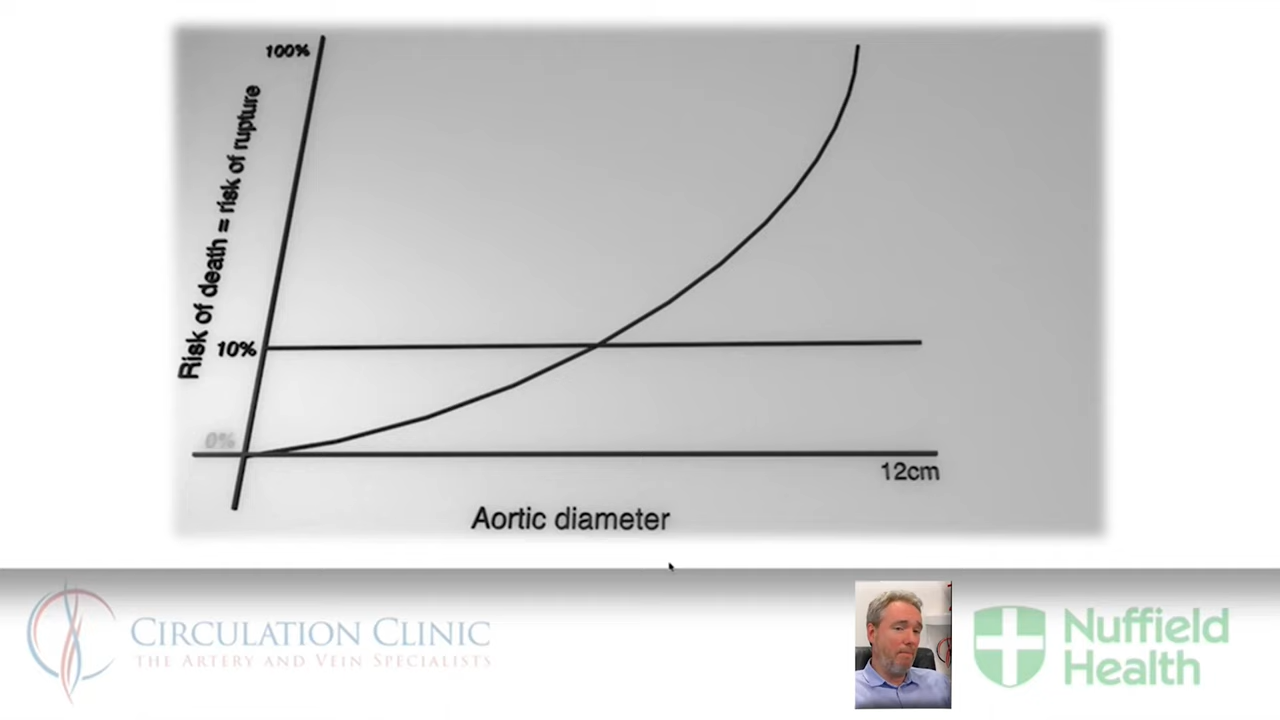 100%
Risk of death = risk of rupture
10%
0%
12cm
Aortic diameter
CIRCULATION CLINIC
THE ARTERY AND VEIN SPECIALISTS
Nuffield
Health